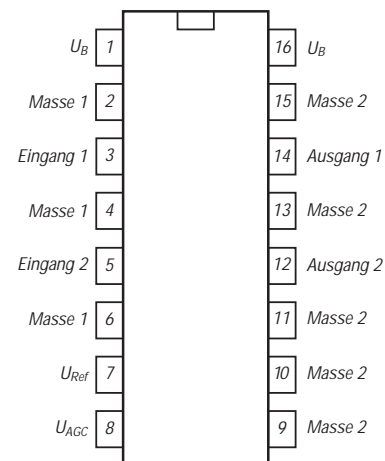 U_B 1 16 U_B
Masse 1 2 15 Masse 2
Eingang 1 3 14 Ausgang 1
Masse 1 4 13 Masse 2
Eingang 2 5 12 Ausgang 2
Masse 1 6 11 Masse 2
U_Ref 7 10 Masse 2
U_AGC 8 9 Masse 2